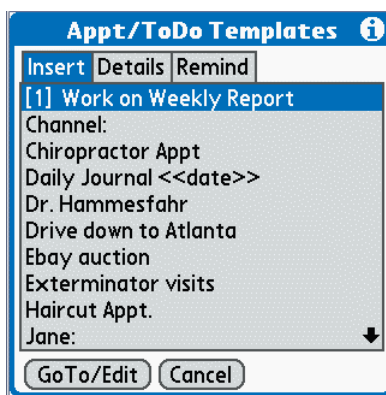 Appt/ToDo Templates i
Insert Details Remind
[1] Work on Weekly Report
Channel:
Chiropractor Appt
Daily Journal <<date>>
Dr. Hammesfahr
Drive down to Atlanta
Ebay auction
Exterminator visits
Haircut Appt.
Jane:
GoTo/Edit Cancel